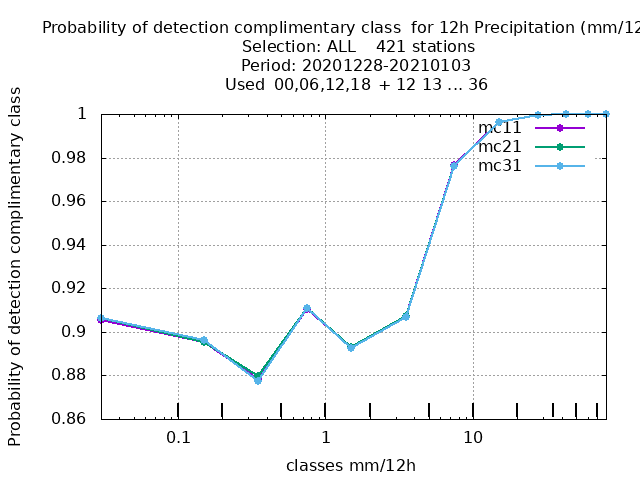 Probability of detection complimentary class  for 12h Precipitation (mm/12
Selection: ALL    421 stations
Period: 20201228-20210103
Used  00,06,12,18  + 12 13 ... 36
Probability of detection complimentary class
1
0.98
0.96
0.94
0.92
0.9
0.88
0.86
mc11
mc21
mc31
0.1
1
10
classes mm/12h